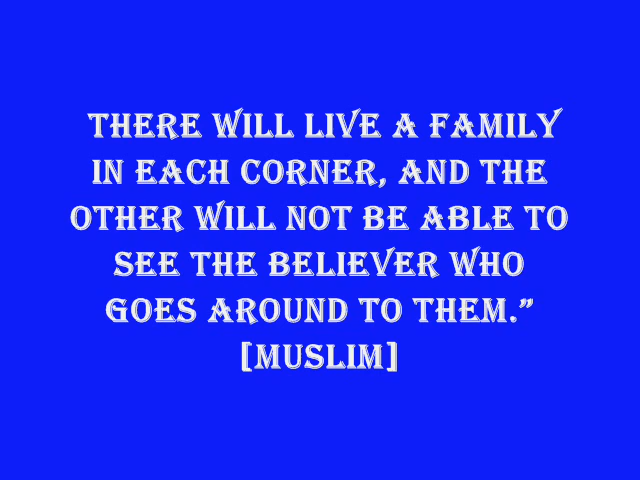 THERE WILL LIVE A FAMILY
IN EACH CORNER, AND THE
OTHER WILL NOT BE ABLE TO
SEE THE BELIEVER WHO
GOES AROUND TO THEM.”
[MUSLIM]